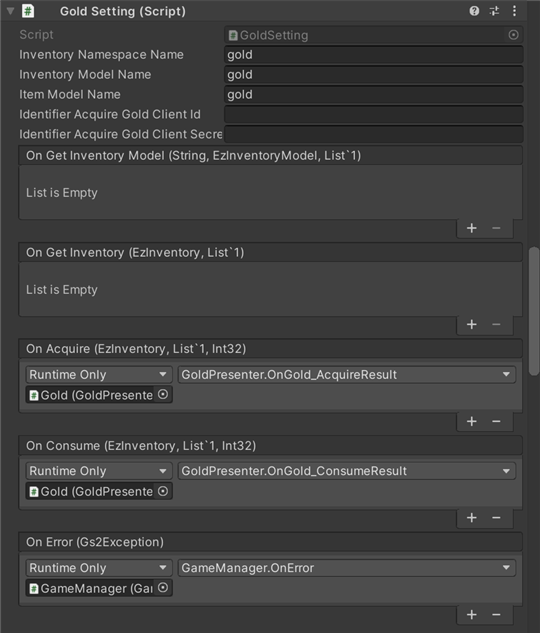 Gold Setting (Script)
Script GoldSetting
Inventory Namespace Name gold
Inventory Model Name gold
Item Model Name gold
Identifier Acquire Gold Client Id
Identifier Acquire Gold Client Secre
On Get Inventory Model (String, EzInventoryModel, List`1)
List is Empty
+ −
On Get Inventory (EzInventory, List`1)
List is Empty
+ −
On Acquire (EzInventory, List`1, Int32)
Runtime Only GoldPresenter.OnGold_AcquireResult
Gold (GoldPresente
+ −
On Consume (EzInventory, List`1, Int32)
Runtime Only GoldPresenter.OnGold_ConsumeResult
Gold (GoldPresente
+ −
On Error (Gs2Exception)
Runtime Only GameManager.OnError
GameManager (Gai
+ −